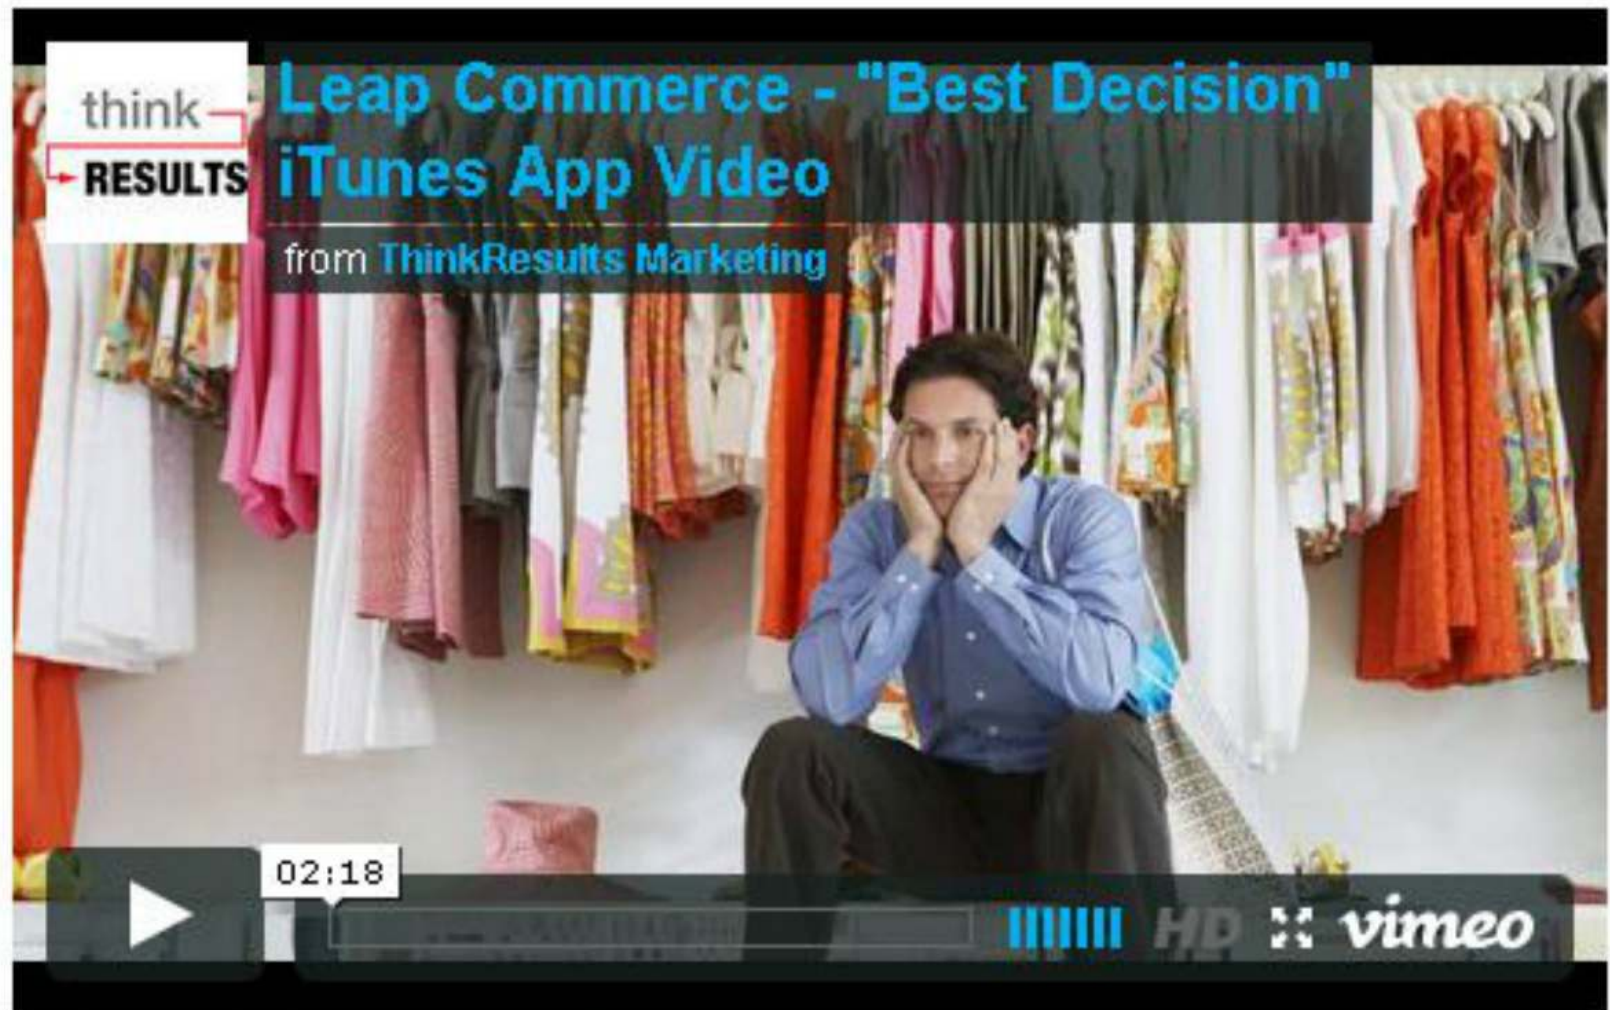 think
RESULTS
Leap Commerce - "Best Decision"
iTunes App Video
from ThinkResults Marketing
02:18
HD
vimeo